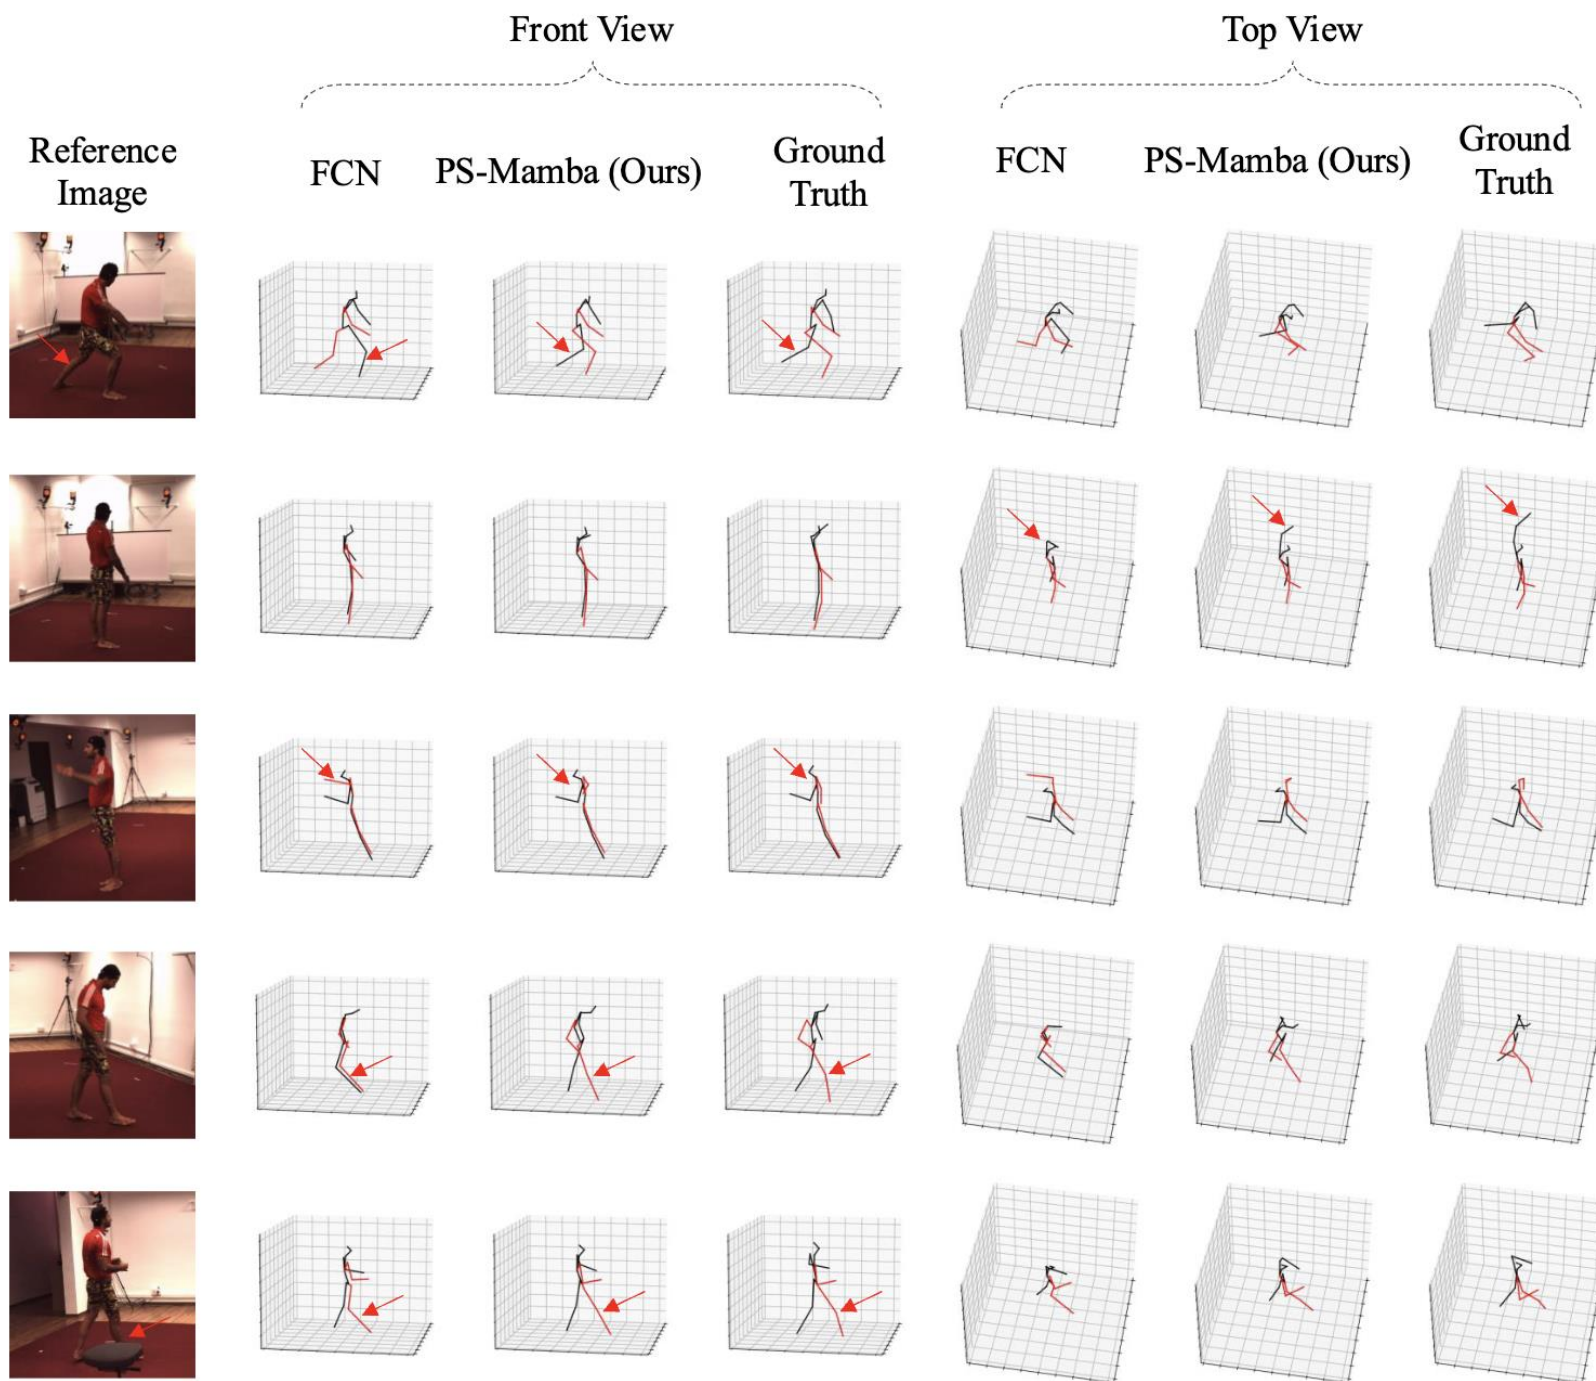 Front View
Top View
Reference
Image
FCN
PS-Mamba (Ours)
Ground
Truth
FCN
PS-Mamba (Ours)
Ground
Truth